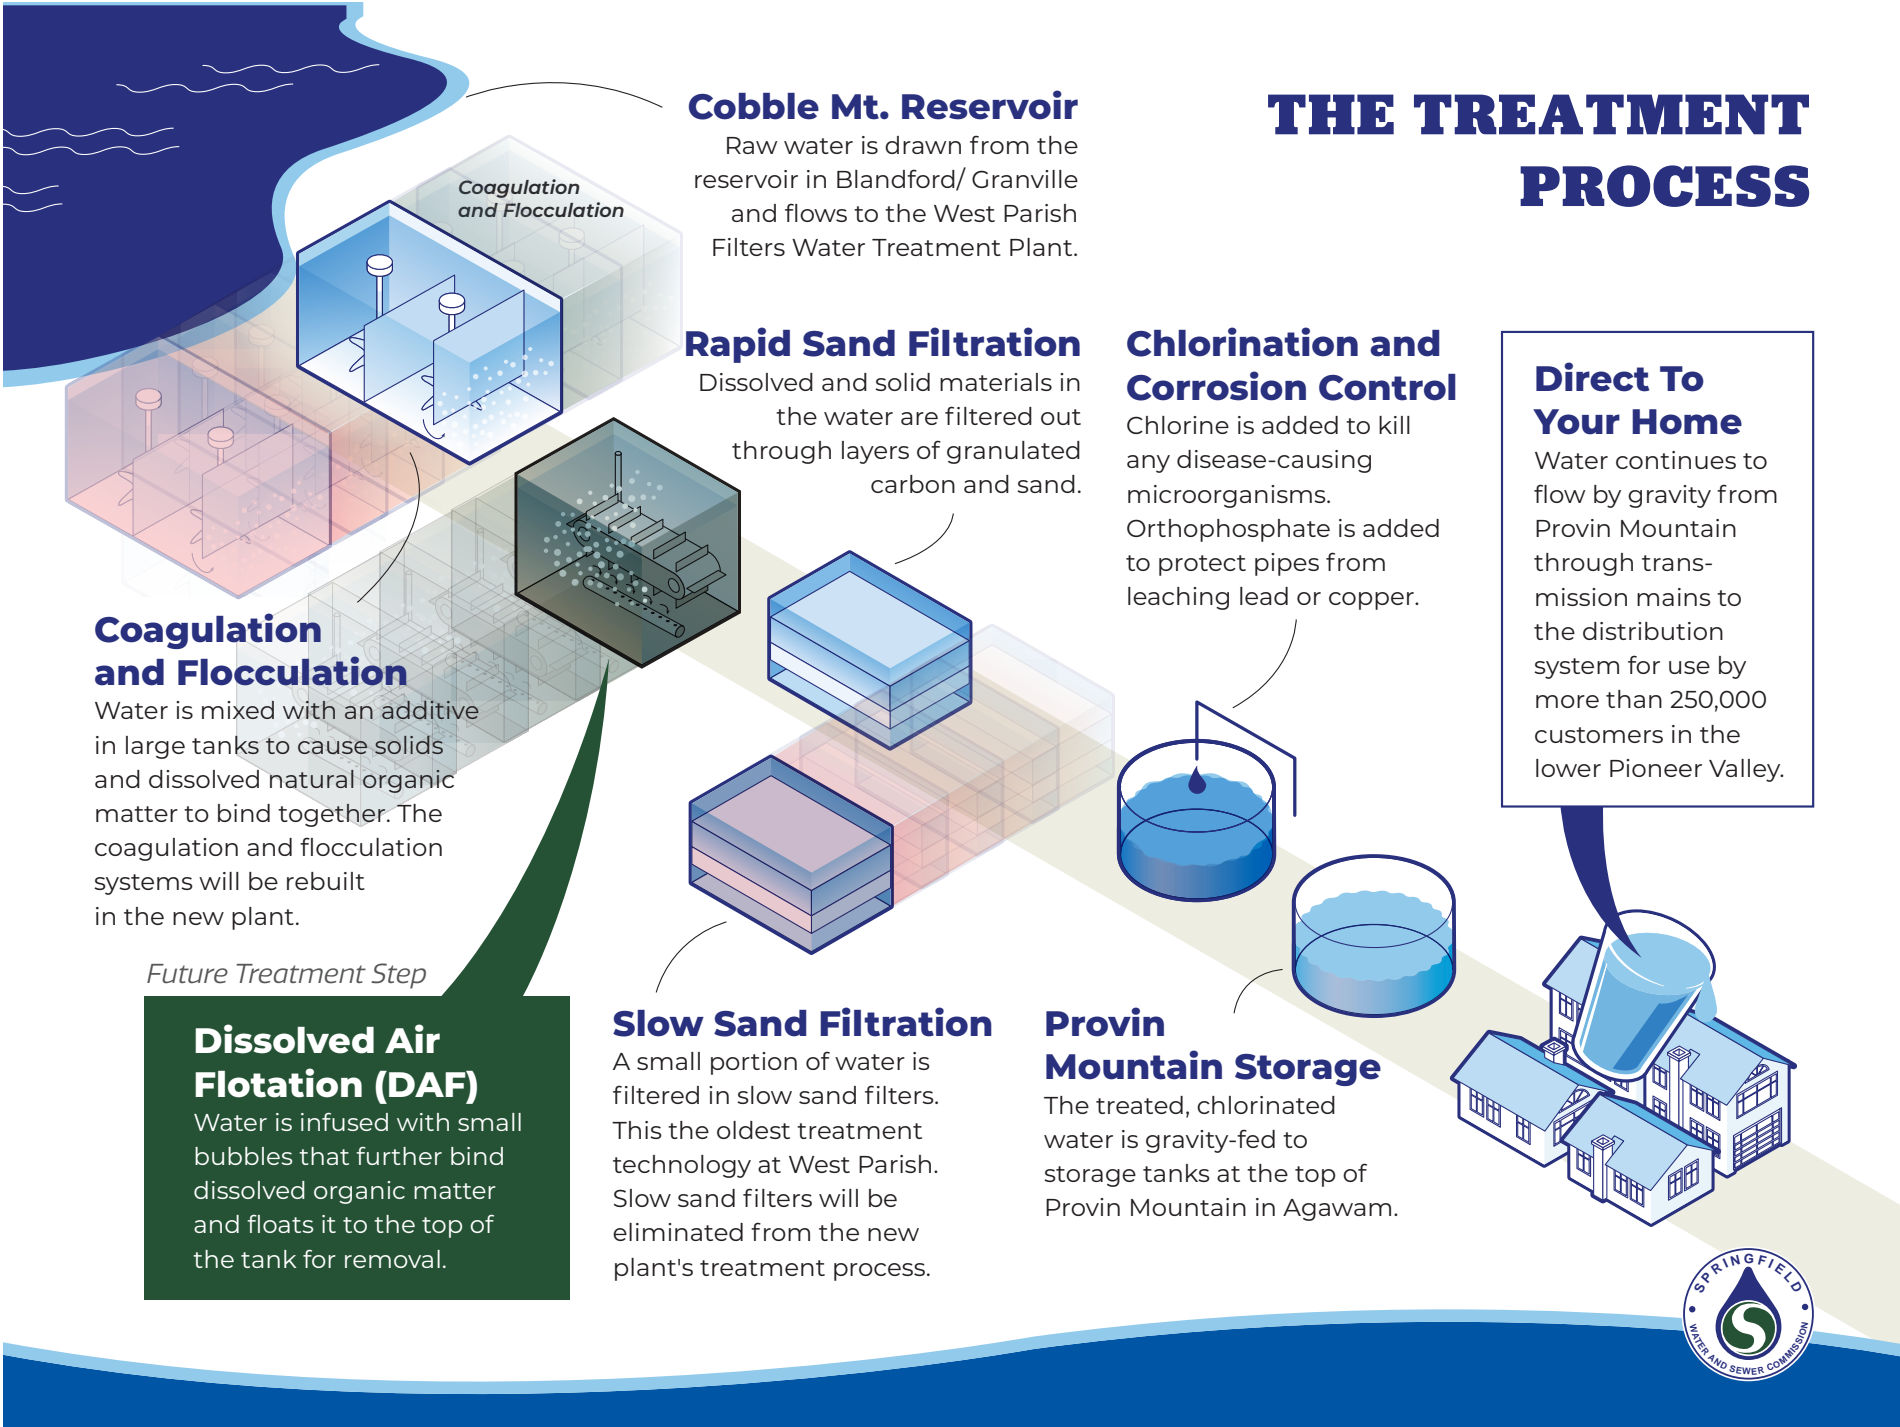 THE TREATMENT
PROCESS
Cobble Mt. Reservoir
Raw water is drawn from the
reservoir in Blandford/ Granville
and flows to the West Parish
Filters Water Treatment Plant.
Coagulation
and Flocculation
Rapid Sand Filtration
Dissolved and solid materials in
the water are filtered out
through layers of granulated
carbon and sand.
Chlorination and
Corrosion Control
Chlorine is added to kill
any disease-causing
microorganisms.
Orthophosphate is added
to protect pipes from
leaching lead or copper.
Direct To
Your Home
Water continues to
flow by gravity from
Provin Mountain
through trans-
mission mains to
the distribution
system for use by
more than 250,000
customers in the
lower Pioneer Valley.
Coagulation
and Flocculation
Water is mixed with an additive
in large tanks to cause solids
and dissolved natural organic
matter to bind together. The
coagulation and flocculation
systems will be rebuilt
in the new plant.
Future Treatment Step
Dissolved Air
Flotation (DAF)
Water is infused with small
bubbles that further bind
dissolved organic matter
and floats it to the top of
the tank for removal.
Slow Sand Filtration
A small portion of water is
filtered in slow sand filters.
This the oldest treatment
technology at West Parish.
Slow sand filters will be
eliminated from the new
plant's treatment process.
Provin
Mountain Storage
The treated, chlorinated
water is gravity-fed to
storage tanks at the top of
Provin Mountain in Agawam.
SPRINGFIELD
WATER AND SEWER COMMISSION